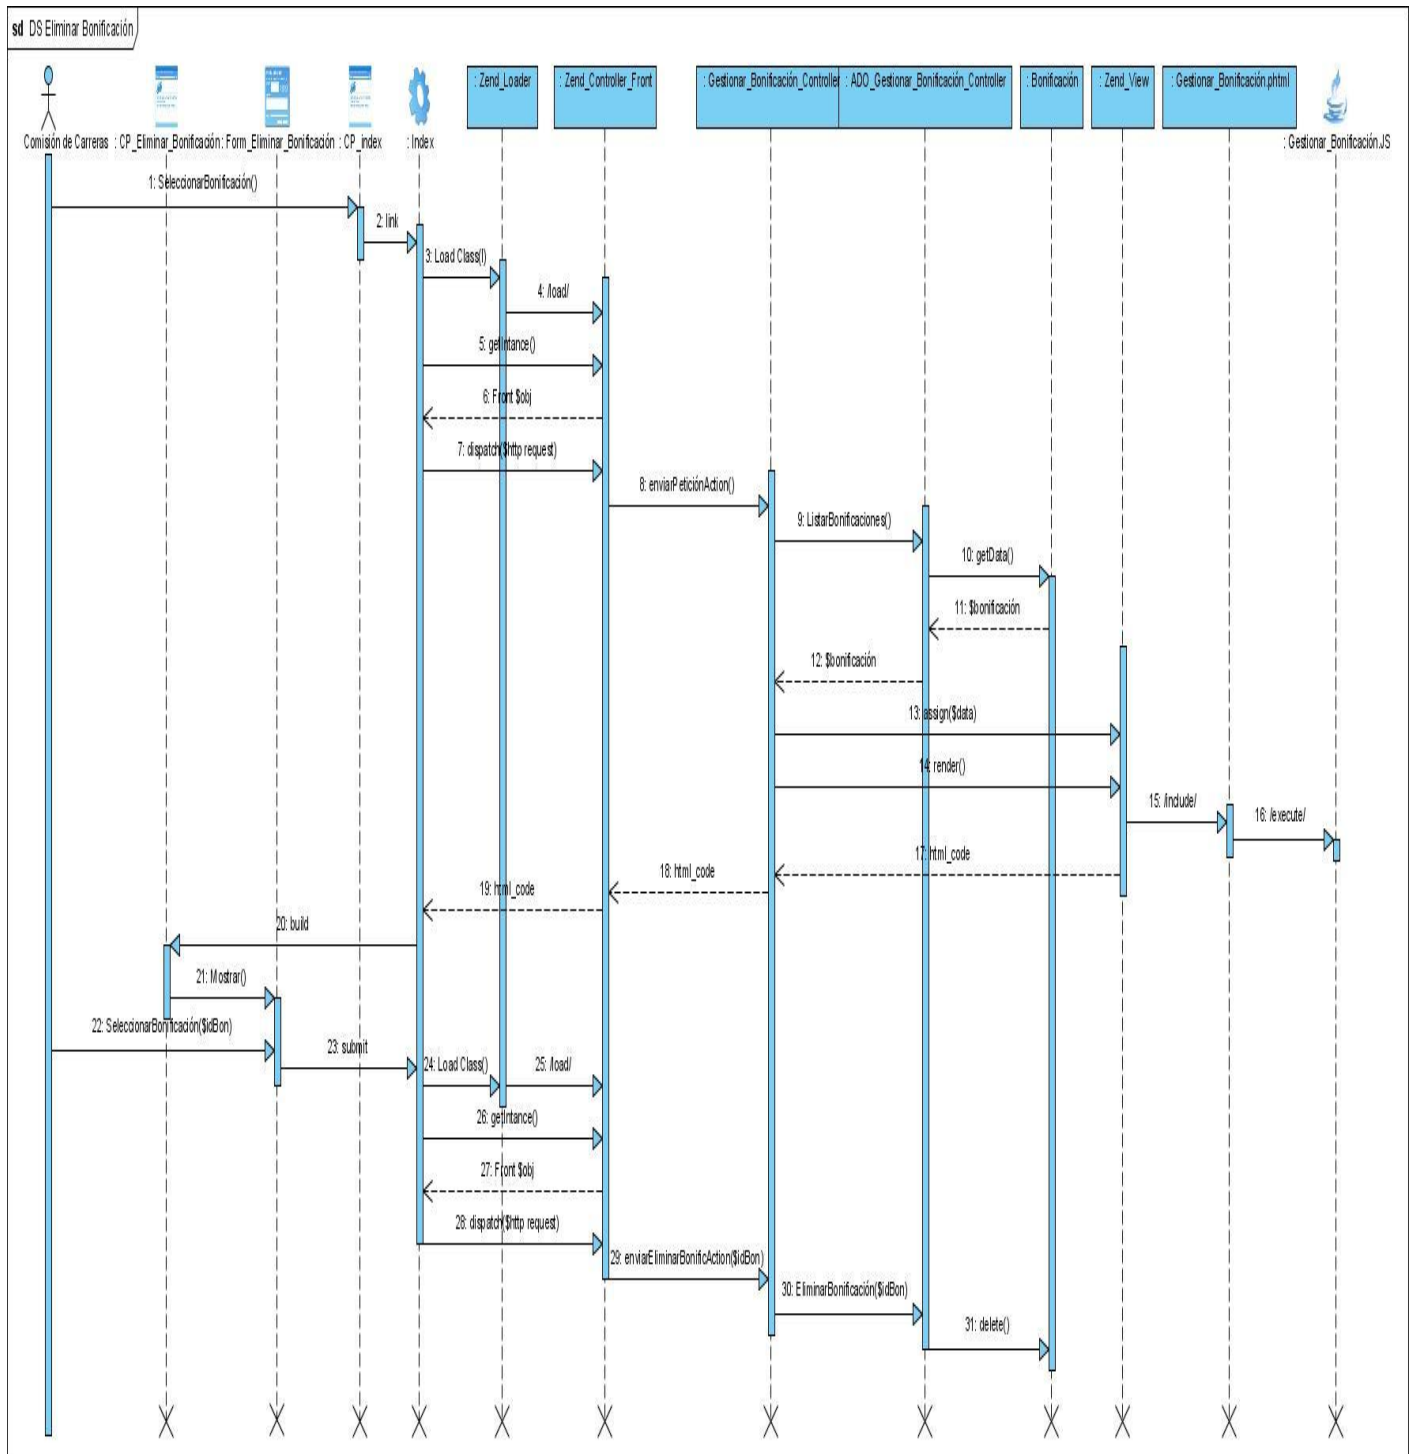 sd DS Eliminar Bonificación
: Zend_Loader
: Zend_Controller_Front
: Gestionar_Bonificación_Controller
: ADO_Gestionar_Bonificación_Controller
: Bonificación
: Zend_View
: Gestionar_Bonificación.phtml
Comisión de Carreras
: CP_Eliminar_Bonificación
: Form_Eliminar_Bonificación
: CP_index
: Index
: Gestionar_Bonificación.JS
1: SeleccionarBonificación()
2: link
3: Load Class(I)
4: /load/
5: getIntance()
6: Front $obj
7: dispatch($http request)
8: enviarPeticiónAction()
9: ListarBonificaciones()
10: getData()
11: $bonificación
12: $bonificación
13: assign($data)
14: render()
15: /include/
16: /execute/
17: html_code
18: html_code
19: html_code
20: build
21: Mostrar()
22: SeleccionarBonificación($idBon)
23: submit
24: Load Class()
25: /load/
26: getIntance()
27: Front $obj
28: dispatch($http request)
29: enviarEliminarBonificAction($idBon)
30: EliminarBonificación($idBon)
31: delete()